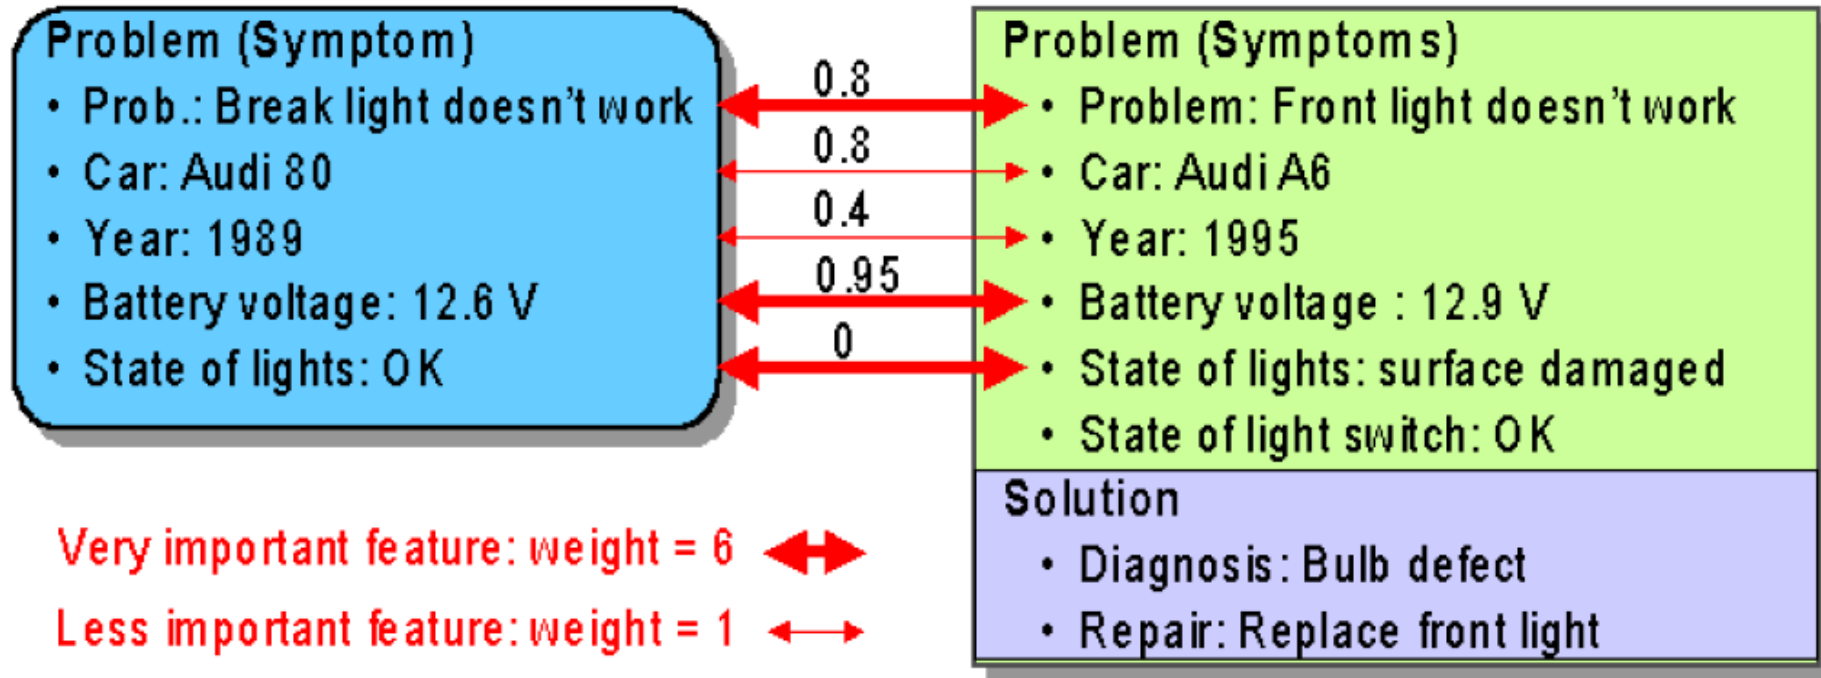 Problem (Symptom)
• Prob.: Break light doesn't work
• Car: Audi 80
• Year: 1989
• Battery voltage: 12.6 V
• State of lights: OK
0.8
0.8
0.4
0.95
0
Problem (Symptoms)
• Problem: Front light doesn't work
• Car: Audi A6
• Year: 1995
• Battery voltage : 12.9 V
• State of lights: surface damaged
• State of light switch: OK
Solution
• Diagnosis: Bulb defect
• Repair: Replace front light
Very important feature: weight = 6
Less important feature: weight = 1